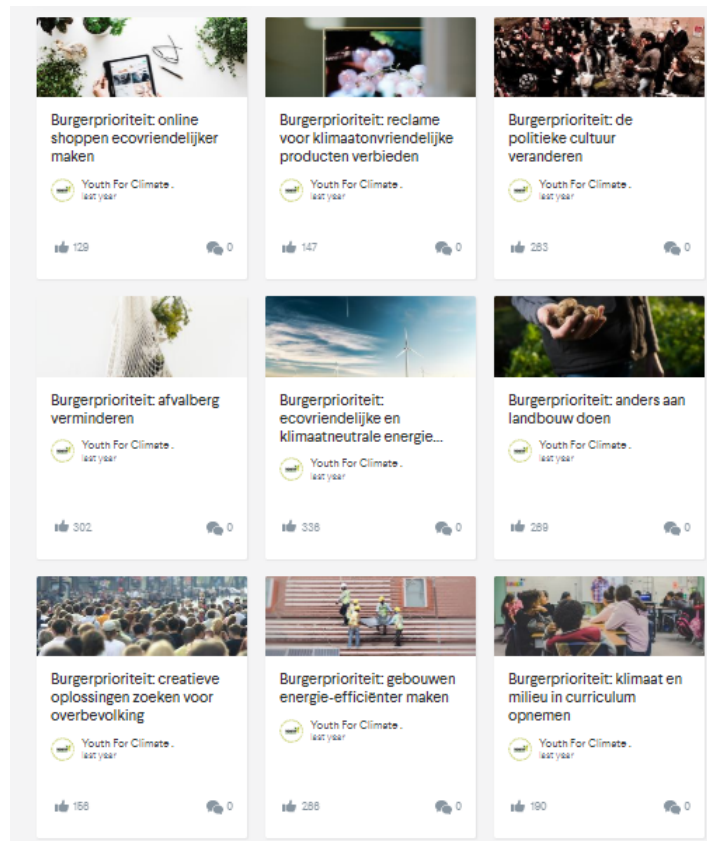 Burgerprioriteit: online
shoppen ecovriendelijker
maken
Youth For Climate .
last year
129
0
Burgerprioriteit: reclame
voor klimaatonvriendelijke
producten verbieden
Youth For Climate .
last year
147
0
Burgerprioriteit: de
politieke cultuur
veranderen
Youth For Climate .
last year
283
0
Burgerprioriteit: afvalberg
verminderen
Youth For Climate .
last year
302
0
Burgerprioriteit:
ecovriendelijke en
klimaatneutrale energie...
Youth For Climate .
last year
336
0
Burgerprioriteit: anders aan
landbouw doen
Youth For Climate .
last year
289
0
Burgerprioriteit: creatieve
oplossingen zoeken voor
overbevolking
Youth For Climate .
last year
156
0
Burgerprioriteit: gebouwen
energie-efficiënter maken
Youth For Climate .
last year
286
0
Burgerprioriteit: klimaat en
milieu in curriculum
opnemen
Youth For Climate .
last year
190
0